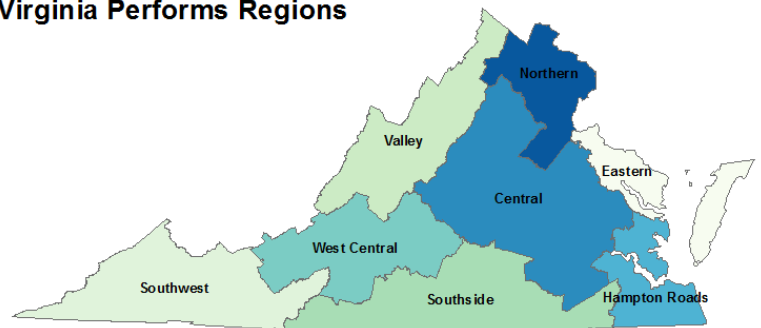 Virginia Performs Regions
Northern
Valley
Eastern
Central
West Central
Southwest
Southside
Hampton Roads